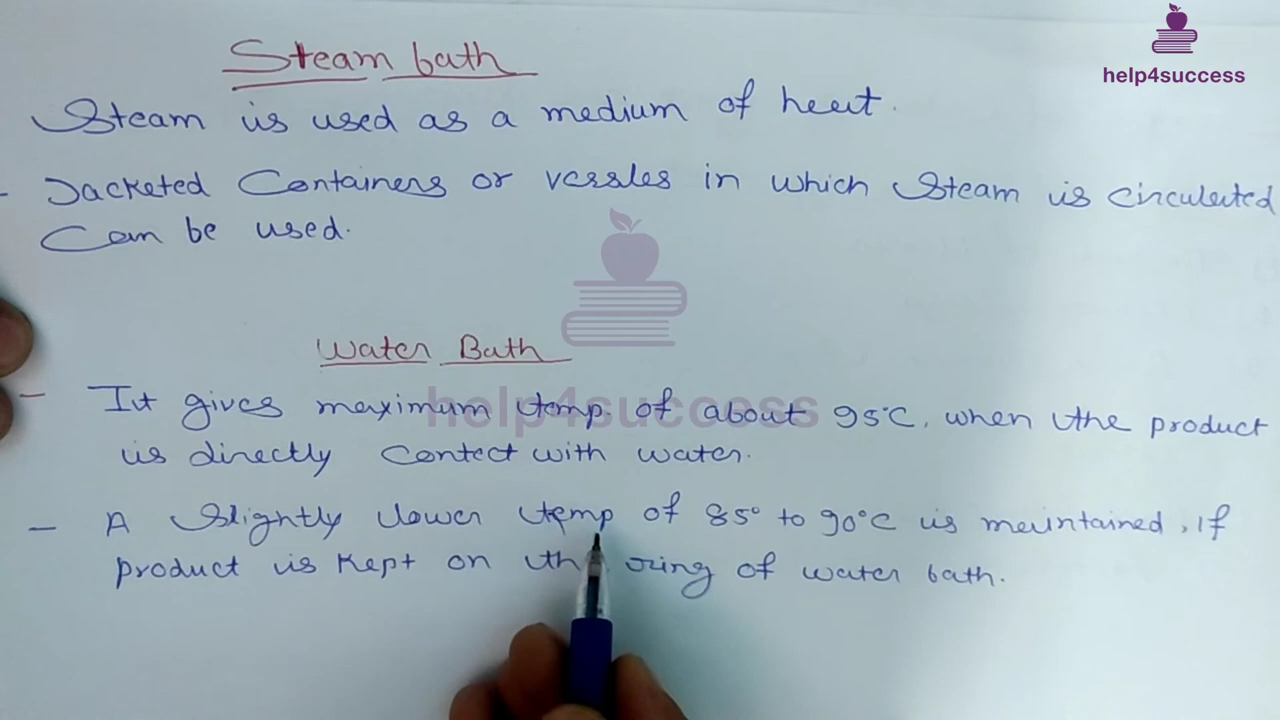 help4success
Steam bath
Steam is used as a medium of heat.
- Jacketed Containers or vessles in which Steam is circulated
Can be used.
Water Bath
- It gives maximum temp. of about 95°C, when the product
is directly Contect with water.
help4success
- A Slightly lower temp of 85° to 90°C is maintained, If
product is kept on the ring of water bath.